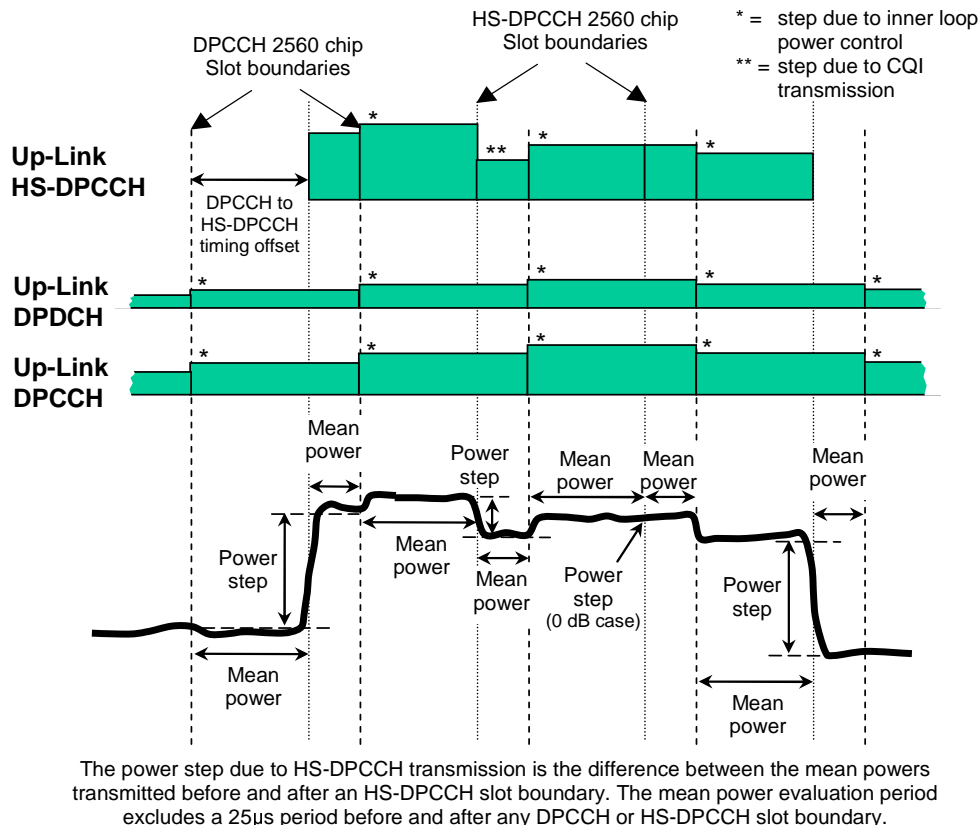 DPCCH 2560 chip
Slot boundaries
HS-DPCCH 2560 chip
Slot boundaries
* = step due to inner loop
power control
** = step due to CQI
transmission
Up-Link
HS-DPCCH
*
**
*
*
DPCCH to
HS-DPCCH
timing offset
Up-Link
DPDCH
*
*
*
*
*
Up-Link
DPCCH
*
*
*
*
*
Mean
power
Power
step
Mean
power
Mean
power
Mean
power
Power
step
Mean
power
Mean
power
Power
step
(0 dB case)
Power
step
Mean
power
Mean
power
The power step due to HS-DPCCH transmission is the difference between the mean powers
transmitted before and after an HS-DPCCH slot boundary. The mean power evaluation period
excludes a 25µs period before and after any DPCCH or HS-DPCCH slot boundary.